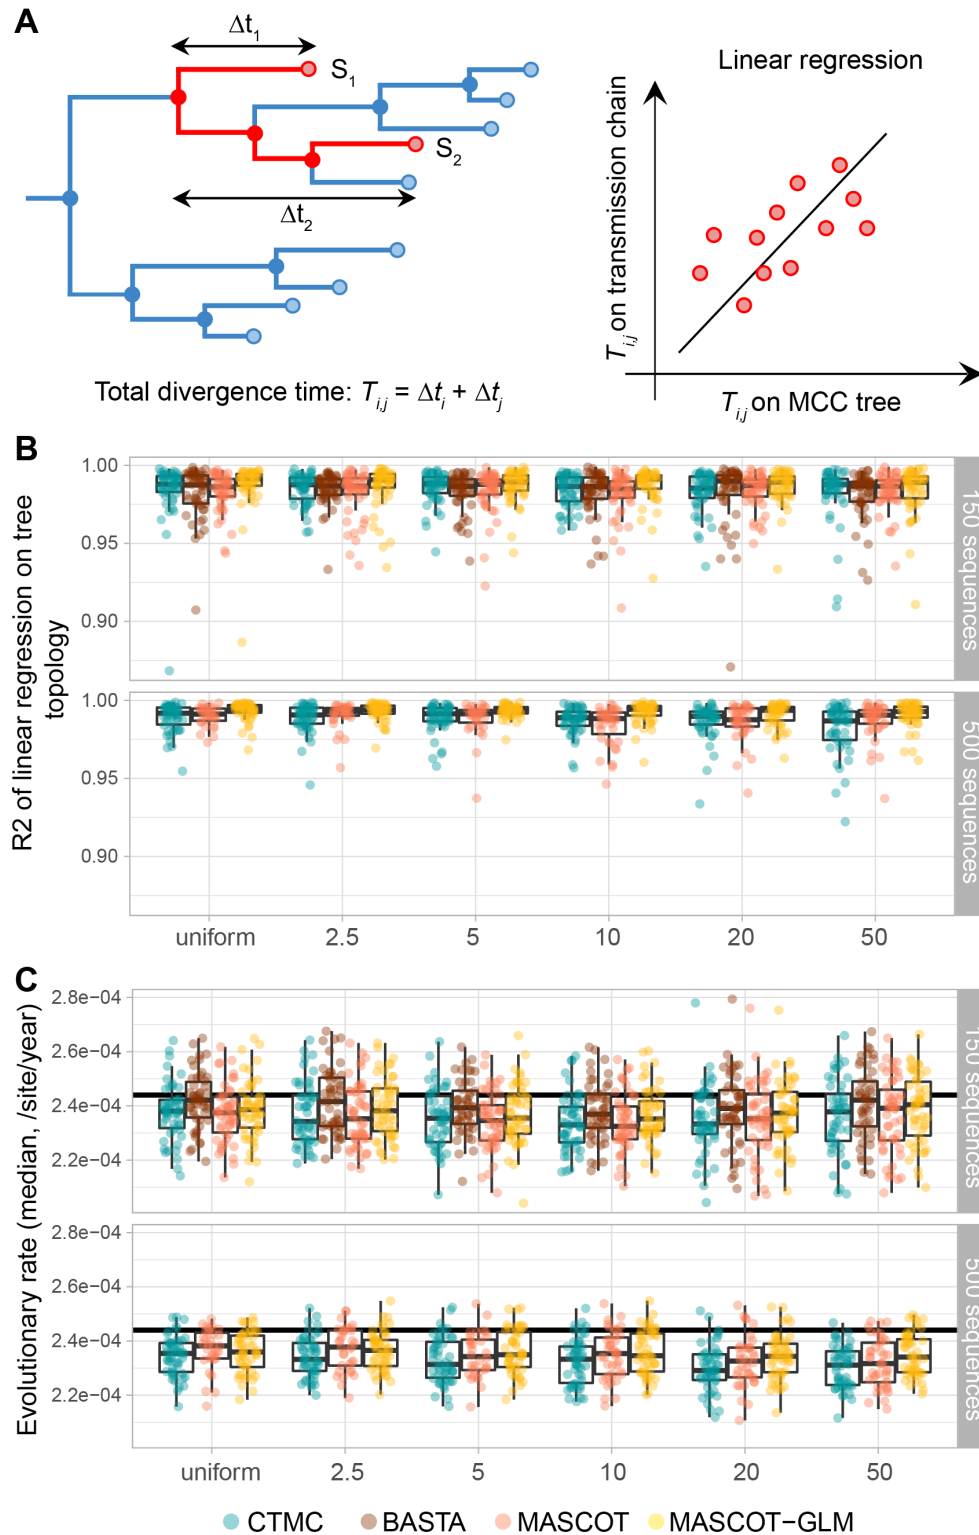 A
Δt1
S1
S2
Δt2
Total divergence time: Ti,j = Δti + Δtj
Linear regression
Ti,j on transmission chain
Ti,j on MCC tree
B
R2 of linear regression on tree
topology
1.00
0.95
0.90
150 sequences
1.00
0.95
0.90
500 sequences
uniform 2.5 5 10 20 50
C
Evolutionary rate (median, /site/year)
2.8e−04
2.6e−04
2.4e−04
2.2e−04
150 sequences
2.8e−04
2.6e−04
2.4e−04
2.2e−04
500 sequences
uniform 2.5 5 10 20 50
CTMC BASTA MASCOT MASCOT−GLM